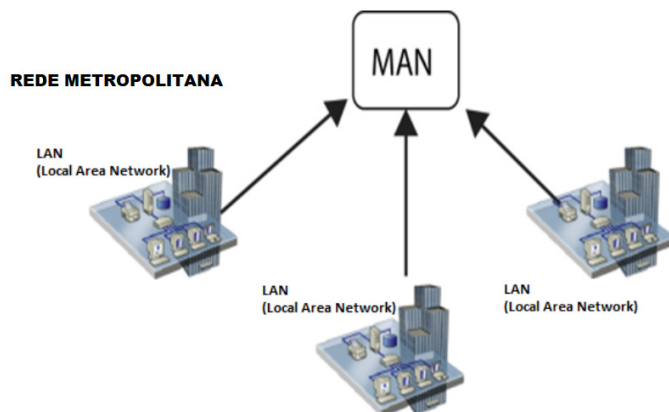 MAN
REDE METROPOLITANA
LAN
(Local Area Network)
LAN
(Local Area Network)
LAN
(Local Area Network)